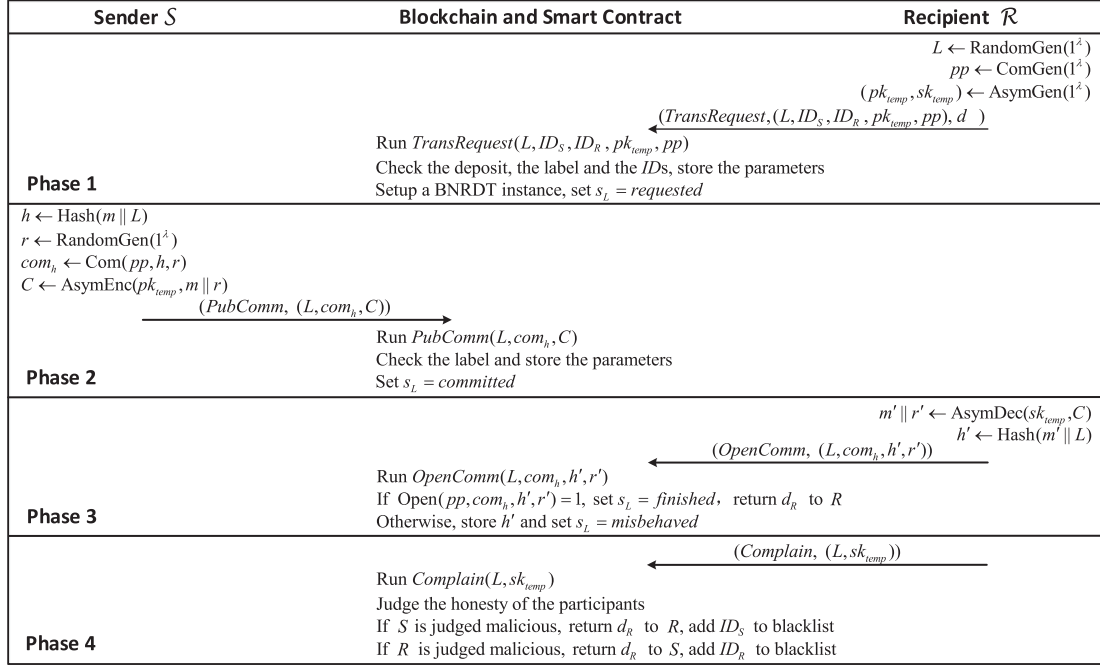 Sender 𝒮 Blockchain and Smart Contract Recipient ℛ
L ← RandomGen(1^λ)
pp ← ComGen(1^λ)
(pk_temp, sk_temp) ← AsymGen(1^λ)
(TransRequest, (L, ID_S, ID_R, pk_temp, pp), d )
Run TransRequest(L, ID_S, ID_R, pk_temp, pp)
Check the deposit, the label and the IDs, store the parameters
Setup a BNRDT instance, set s_L = requested
Phase 1
h ← Hash(m || L)
r ← RandomGen(1^λ)
com_h ← Com(pp, h, r)
C ← AsymEnc(pk_temp, m || r)
(PubComm, (L, com_h, C))
Run PubComm(L, com_h, C)
Check the label and store the parameters
Set s_L = committed
Phase 2
m′ || r′ ← AsymDec(sk_temp, C)
h′ ← Hash(m′ || L)
(OpenComm, (L, com_h, h′, r′))
Run OpenComm(L, com_h, h′, r′)
If Open(pp, com_h, h′, r′) = 1, set s_L = finished, return d_R to R
Otherwise, store h′ and set s_L = misbehaved
Phase 3
(Complain, (L, sk_temp))
Run Complain(L, sk_temp)
Judge the honesty of the participants
If S is judged malicious, return d_R to R, add ID_S to blacklist
If R is judged malicious, return d_R to S, add ID_R to blacklist
Phase 4